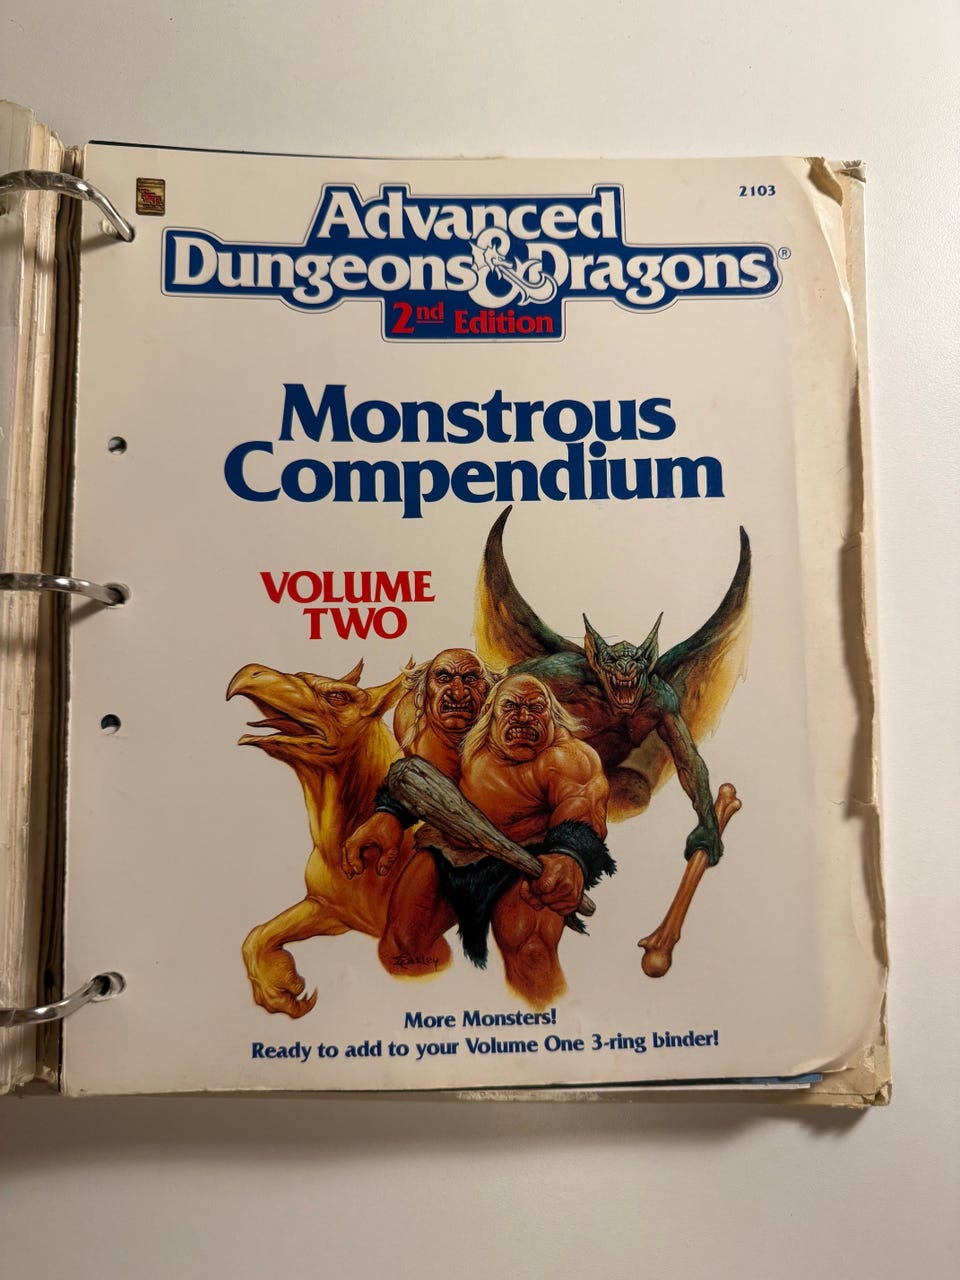 2103
Advanced
Dungeons & Dragons®
2nd Edition
Monstrous
Compendium
VOLUME
TWO
Easley
More Monsters!
Ready to add to your Volume One 3-ring binder!